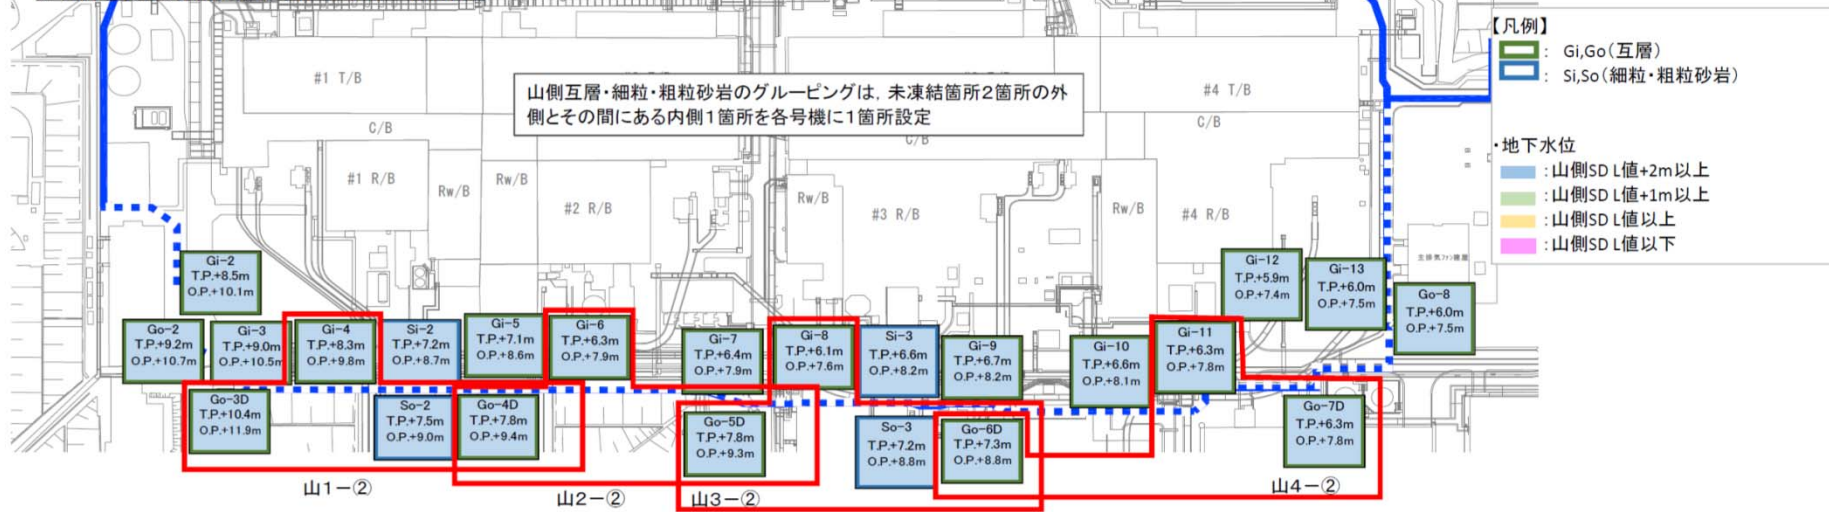 【凡例】
： Gi,Go（互層）
： Si,So（細粒・粗粒砂岩）
・地下水位
：山側SD L値+2m以上
：山側SD L値+1m以上
：山側SD L値以上
：山側SD L値以下
#1 T/B
#4 T/B
山側互層・細粒・粗粒砂岩のグルーピングは，未凍結箇所２箇所の外
側とその間にある内側１箇所を各号機に１箇所設定
C/B
C/B
C/B
#1 R/B
Rw/B
Rw/B
#2 R/B
Rw/B
#3 R/B
Rw/B
#4 R/B
主排気ファン建屋
Gi-2
T.P.+8.5m
O.P.+10.1m
Gi-12
T.P.+5.9m
O.P.+7.4m
Gi-13
T.P.+6.0m
O.P.+7.5m
Go-8
T.P.+6.0m
O.P.+7.5m
Go-2
T.P.+9.2m
O.P.+10.7m
Gi-3
T.P.+9.0m
O.P.+10.5m
Gi-4
T.P.+8.3m
O.P.+9.8m
Si-2
T.P.+7.2m
O.P.+8.7m
Gi-5
T.P.+7.1m
O.P.+8.6m
Gi-6
T.P.+6.3m
O.P.+7.9m
Gi-7
T.P.+6.4m
O.P.+7.9m
Gi-8
T.P.+6.1m
O.P.+7.6m
Si-3
T.P.+6.6m
O.P.+8.2m
Gi-9
T.P.+6.7m
O.P.+8.2m
Gi-10
T.P.+6.6m
O.P.+8.1m
Gi-11
T.P.+6.3m
O.P.+7.8m
Go-3D
T.P.+10.4m
O.P.+11.9m
So-2
T.P.+7.5m
O.P.+9.0m
Go-4D
T.P.+7.8m
O.P.+9.4m
Go-5D
T.P.+7.8m
O.P.+9.3m
So-3
T.P.+7.2m
O.P.+8.8m
Go-6D
T.P.+7.3m
O.P.+8.8m
Go-7D
T.P.+6.3m
O.P.+7.8m
山１－②
山２－②
山３－②
山４－②